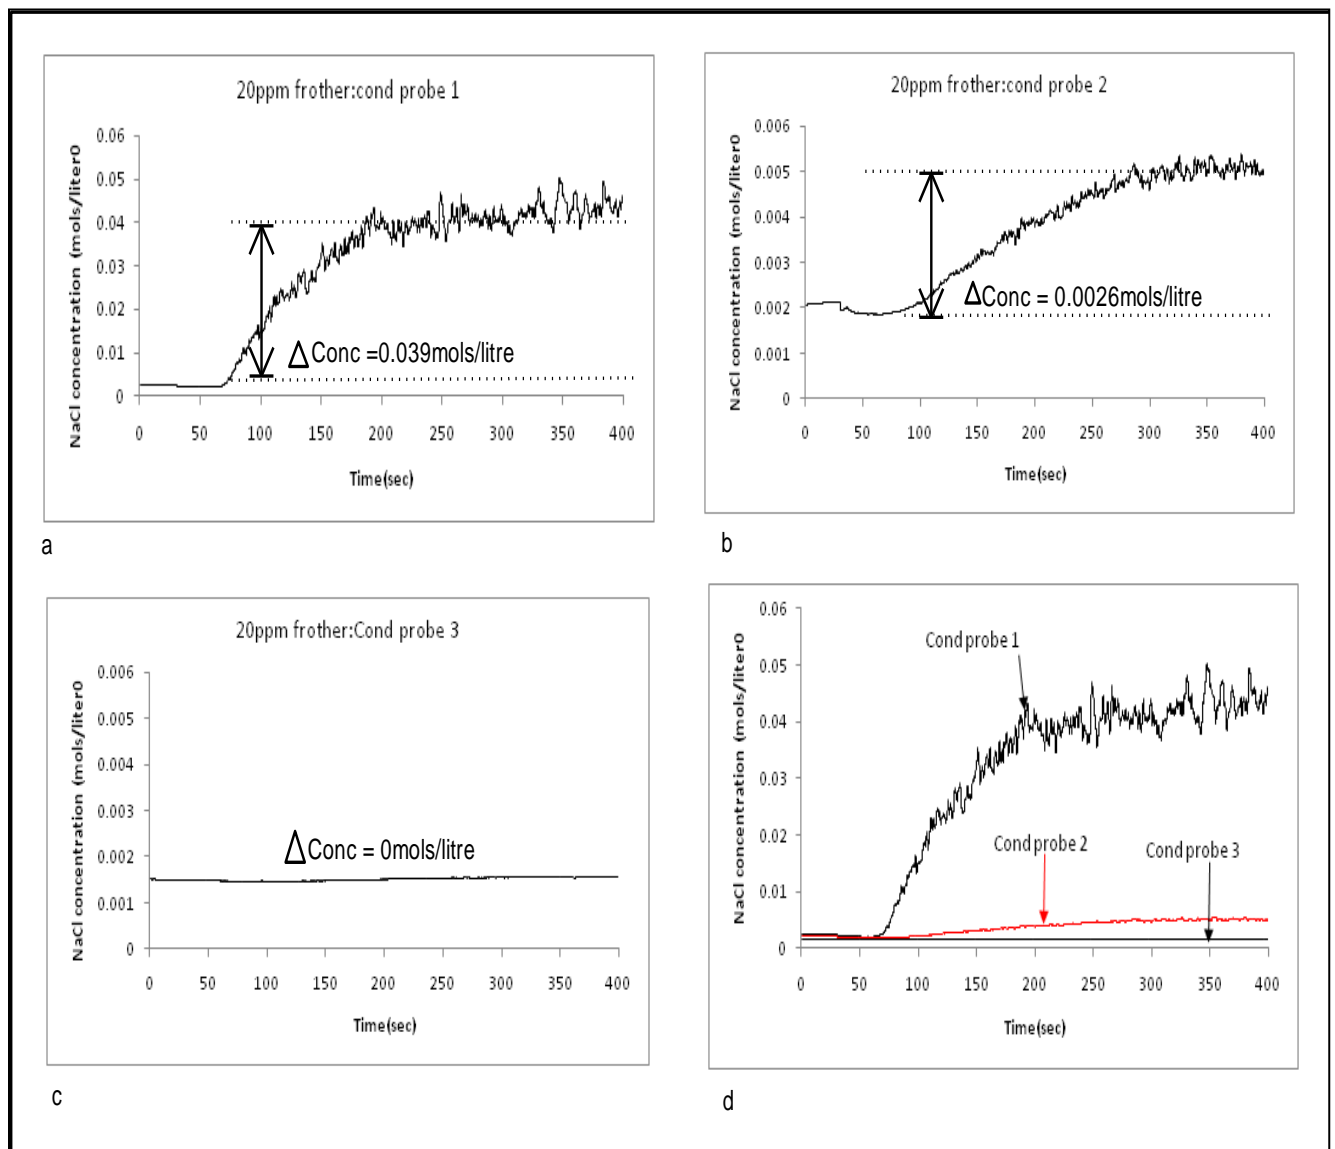 20ppm frother:cond probe 1
NaCl concentration (mols/liter0
0.06
0.05
0.04
0.03
0.02
0.01
0
Δ Conc =0.039mols/litre
0 50 100 150 200 250 300 350 400
Time(sec)
a
20ppm frother:cond probe 2
NaCl concentration (mols/liter0
0.006
0.005
0.004
0.003
0.002
0.001
0
ΔConc = 0.0026mols/litre
0 50 100 150 200 250 300 350 400
Time(sec)
b
20ppm frother:Cond probe 3
NaCl concentration (mols/liter0
0.006
0.005
0.004
0.003
0.002
0.001
0
ΔConc = 0mols/litre
0 50 100 150 200 250 300 350 400
Time(sec)
c
NaCl concentration (mols/liter0
0.06
0.05
0.04
0.03
0.02
0.01
0
Cond probe 1
Cond probe 2
Cond probe 3
0 50 100 150 200 250 300 350 400
Time(sec)
d